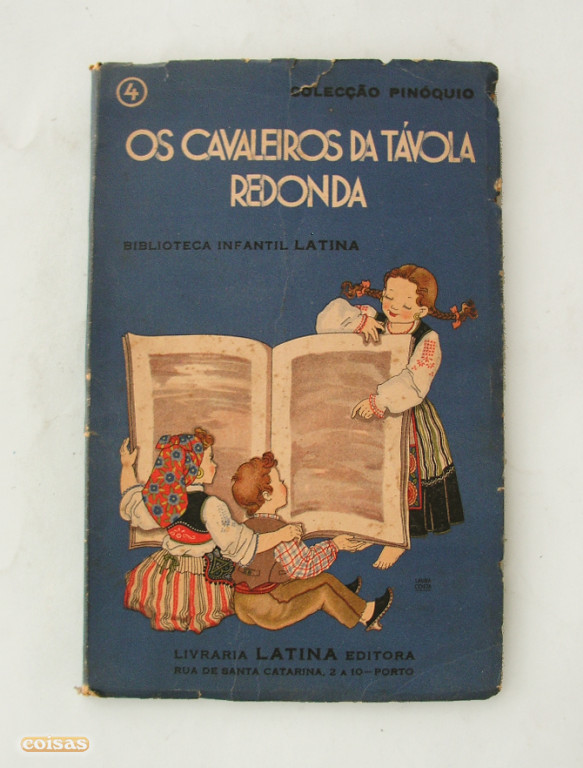 4
COLECÇÃO PINÓQUIO
OS CAVALEIROS DA TÁVOLA
REDONDA
BIBLIOTECA INFANTIL LATINA
LIVRARIA LATINA EDITORA
RUA DE SANTA CATARINA, 2 A 10—PORTO
coisas